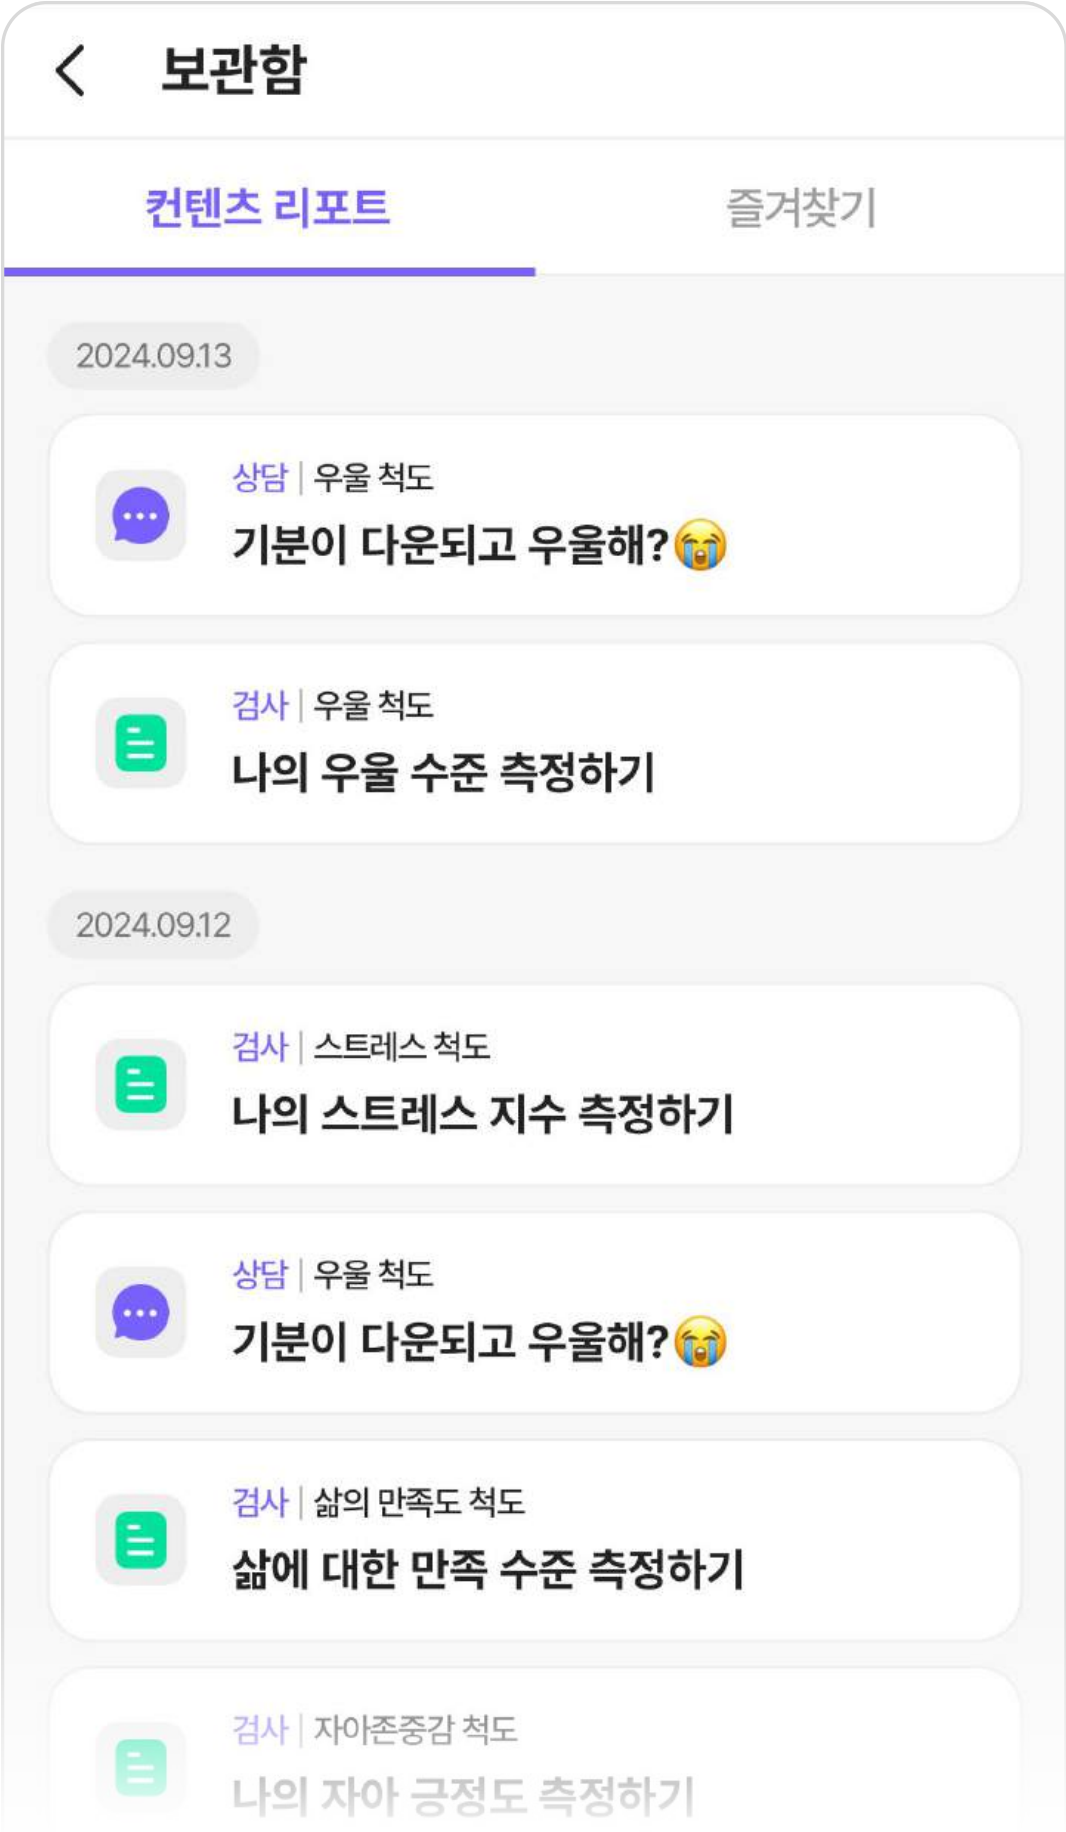 보관함
컨텐츠 리포트
즐겨찾기
2024.09.13
상담 | 우울 척도
기분이 다운되고 우울해?😭
검사 | 우울 척도
나의 우울 수준 측정하기
2024.09.12
검사 | 스트레스 척도
나의 스트레스 지수 측정하기
상담 | 우울 척도
기분이 다운되고 우울해?😭
검사 | 삶의 만족도 척도
삶에 대한 만족 수준 측정하기
검사 | 자아존중감 척도
나의 자아 긍정도 측정하기